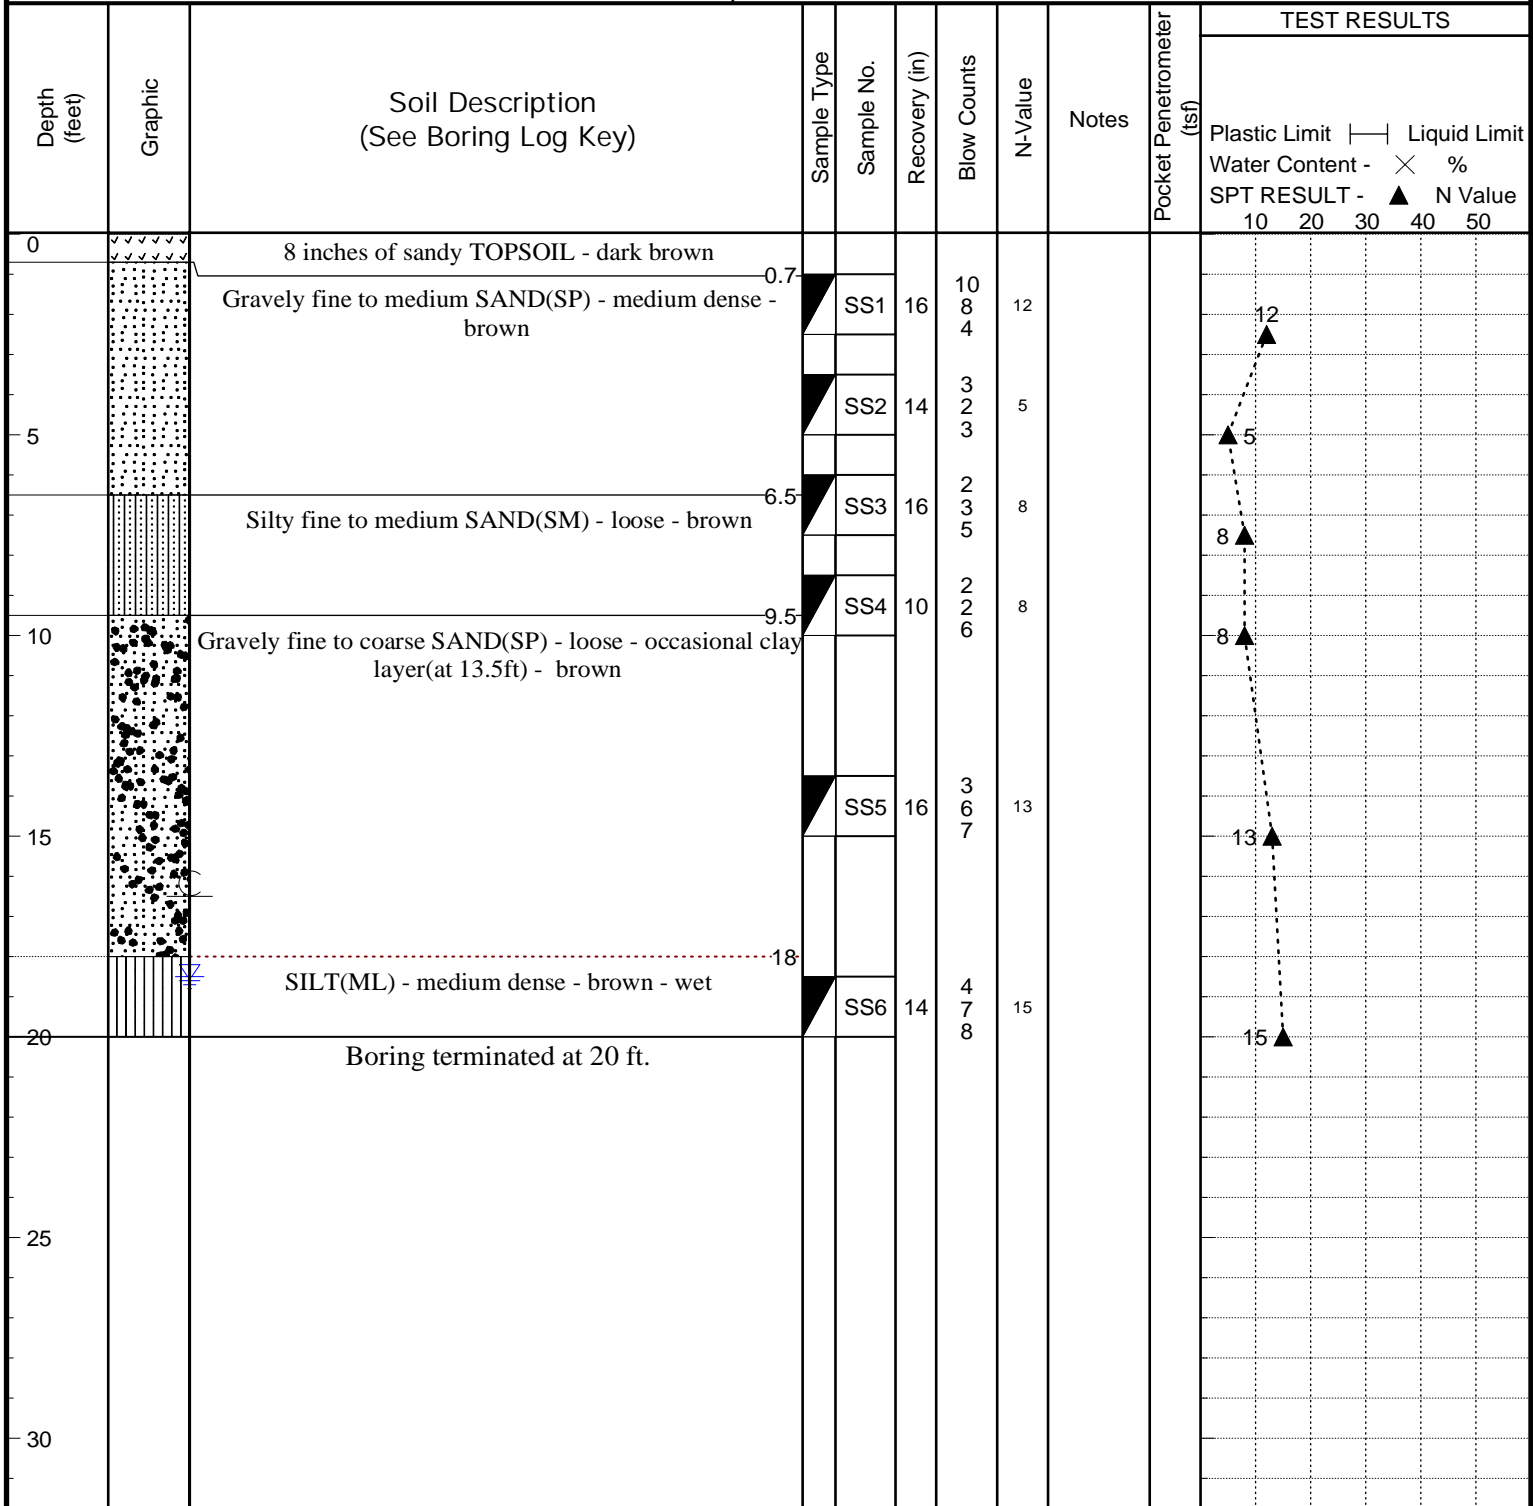 TEST RESULTS
Depth
(feet)
Graphic
Soil Description
(See Boring Log Key)
Sample Type
Sample No.
Recovery (in)
Blow Counts
N-Value
Notes
Pocket Penetrometer
(tsf)
Plastic Limit Liquid Limit
Water Content - %
SPT RESULT - N Value
10 20 30 40 50
0
8 inches of sandy TOPSOIL - dark brown
0.7
Gravely fine to medium SAND(SP) - medium dense -
brown
SS1 16 10 12
8
4
12
SS2 14 3 5
2
3
5
5
6.5
Silty fine to medium SAND(SM) - loose - brown
SS3 16 2 8
3
5
8
9.5
SS4 10 2 8
2
6
8
10
Gravely fine to coarse SAND(SP) - loose - occasional clay
layer(at 13.5ft) - brown
SS5 16 3 13
6
7
13
15
C
18
SILT(ML) - medium dense - brown - wet
SS6 14 4 15
7
8
15
20
Boring terminated at 20 ft.
25
30